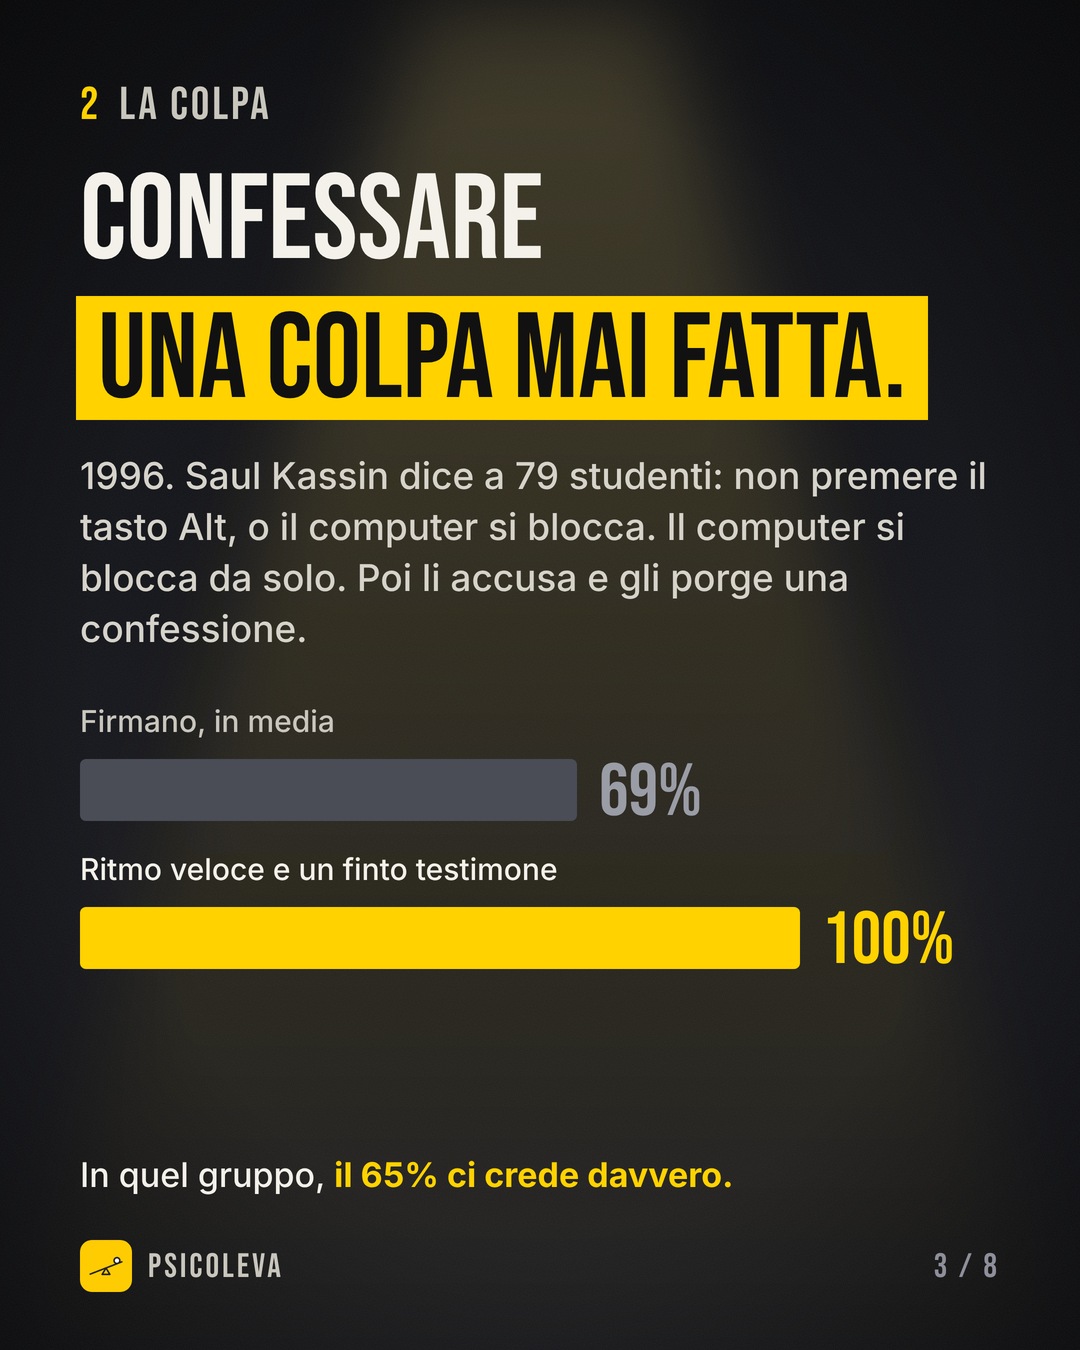 2 LA COLPA
CONFESSARE
UNA COLPA MAI FATTA.
1996. Saul Kassin dice a 79 studenti: non premere il
tasto Alt, o il computer si blocca. Il computer si
blocca da solo. Poi li accusa e gli porge una
confessione.
Firmano, in media
69%
Ritmo veloce e un finto testimone
100%
In quel gruppo, il 65% ci crede davvero.
PSICOLEVA
3 / 8